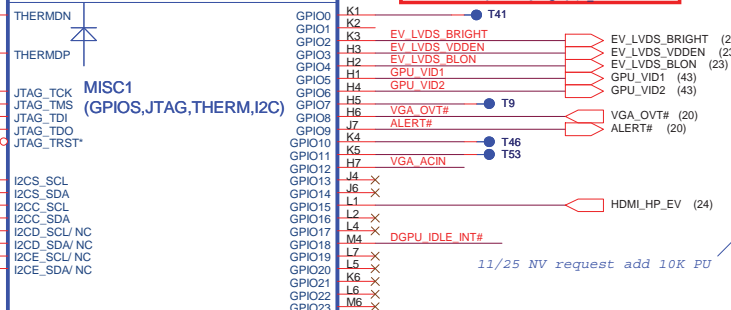 THERMDN
THERMDP
JTAG_TCK
JTAG_TMS
JTAG_TDI
JTAG_TDO
JTAG_TRST*
MISC1
(GPIOS,JTAG,THERM,I2C)
I2CS_SCL
I2CS_SDA
I2CC_SCL
I2CC_SDA
I2CD_SCL/NC
I2CD_SDA/NC
I2CE_SCL/NC
I2CE_SDA/NC
GPIO0 K1 T41
GPIO1 K2
GPIO2 K3 EV_LVDS_BRIGHT EV_LVDS_BRIGHT
GPIO3 H3 EV_LVDS_VDDEN EV_LVDS_VDDEN
GPIO4 H2 EV_LVDS_BLON EV_LVDS_BLON (23)
GPIO5 H1 GPU_VID1 GPU_VID1 (43)
GPIO6 H4 GPU_VID2 GPU_VID2 (43)
GPIO7 H5 T9
GPIO8 H6 VGA_OVT# VGA_OVT# (20)
GPIO9 J7 ALERT# ALERT# (20)
GPIO10 K4 T46
GPIO11 K5 T53
GPIO12 H7 VGA_ACIN
GPIO13 J4
GPIO14 J6
GPIO15 L1 HDMI_HP_EV (24)
GPIO16 L2
GPIO17 L4
GPIO18 M4 DGPU_IDLE_INT#
GPIO19 L7
GPIO20 L5
GPIO21 K6
GPIO22 L6
GPIO23 M6
11/25 NV request add 10K PU